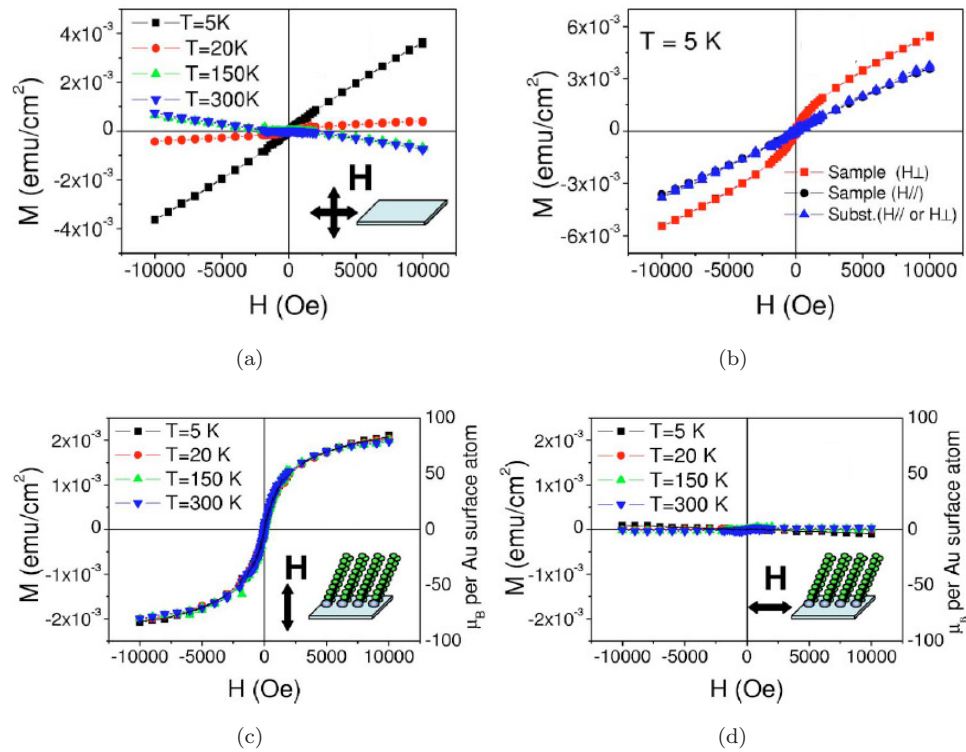 T=5K
T=20K
T=150K
T=300K
4x10⁻³
2x10⁻³
0
-2x10⁻³
-4x10⁻³
M (emu/cm²)
H
-10000 -5000 0 5000 10000
H (Oe)
(a)
T = 5 K
6x10⁻³
3x10⁻³
0
-3x10⁻³
-6x10⁻³
M (emu/cm²)
Sample (H⊥)
Sample (H//)
Subst.(H// or H⊥)
-10000 -5000 0 5000 10000
H (Oe)
(b)
T=5 K
T=20 K
T=150 K
T=300 K
2x10⁻³
1x10⁻³
0
-1x10⁻³
-2x10⁻³
M (emu/cm²)
100
50
0
-50
-100
μB per Au surface atom
H
-10000 -5000 0 5000 10000
H (Oe)
(c)
T=5 K
T=20 K
T=150 K
T=300 K
2x10⁻³
1x10⁻³
0
-1x10⁻³
-2x10⁻³
M (emu/cm²)
100
50
0
-50
-100
μB per Au surface atom
H
-10000 -5000 0 5000 10000
H (Oe)
(d)